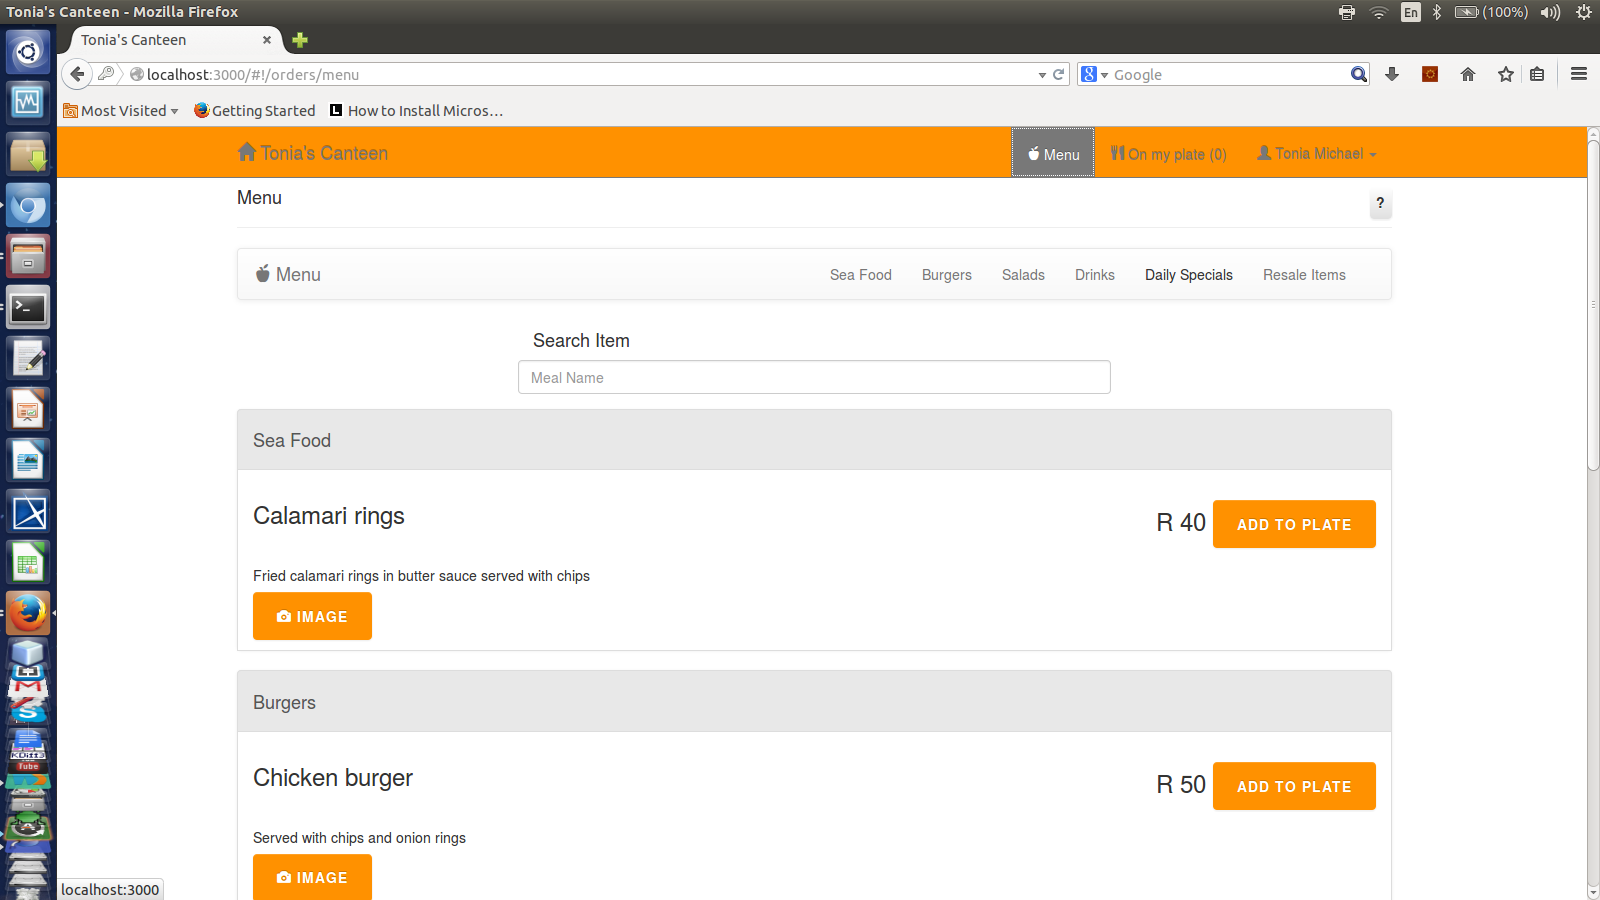 Tonia's Canteen - Mozilla Firefox
En
(100%)
Tonia's Canteen
localhost:3000/#!/orders/menu
Google
Most Visited
Getting Started
How to Install Micros...
Tonia's Canteen
Menu
On my plate (0)
Tonia Michael
Menu
?
Menu
Sea Food
Burgers
Salads
Drinks
Daily Specials
Resale Items
Search Item
Meal Name
Sea Food
Calamari rings
R 40
ADD TO PLATE
Fried calamari rings in butter sauce served with chips
IMAGE
Burgers
Chicken burger
R 50
ADD TO PLATE
Served with chips and onion rings
IMAGE
localhost:3000